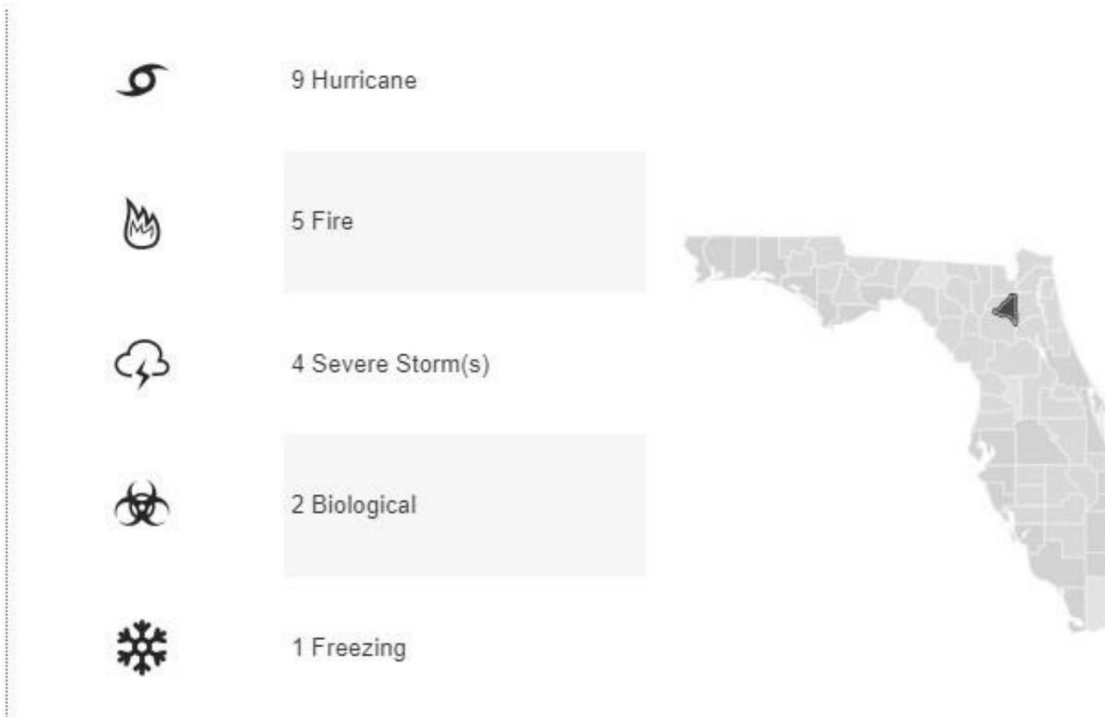 9 Hurricane
5 Fire
4 Severe Storm(s)
2 Biological
1 Freezing